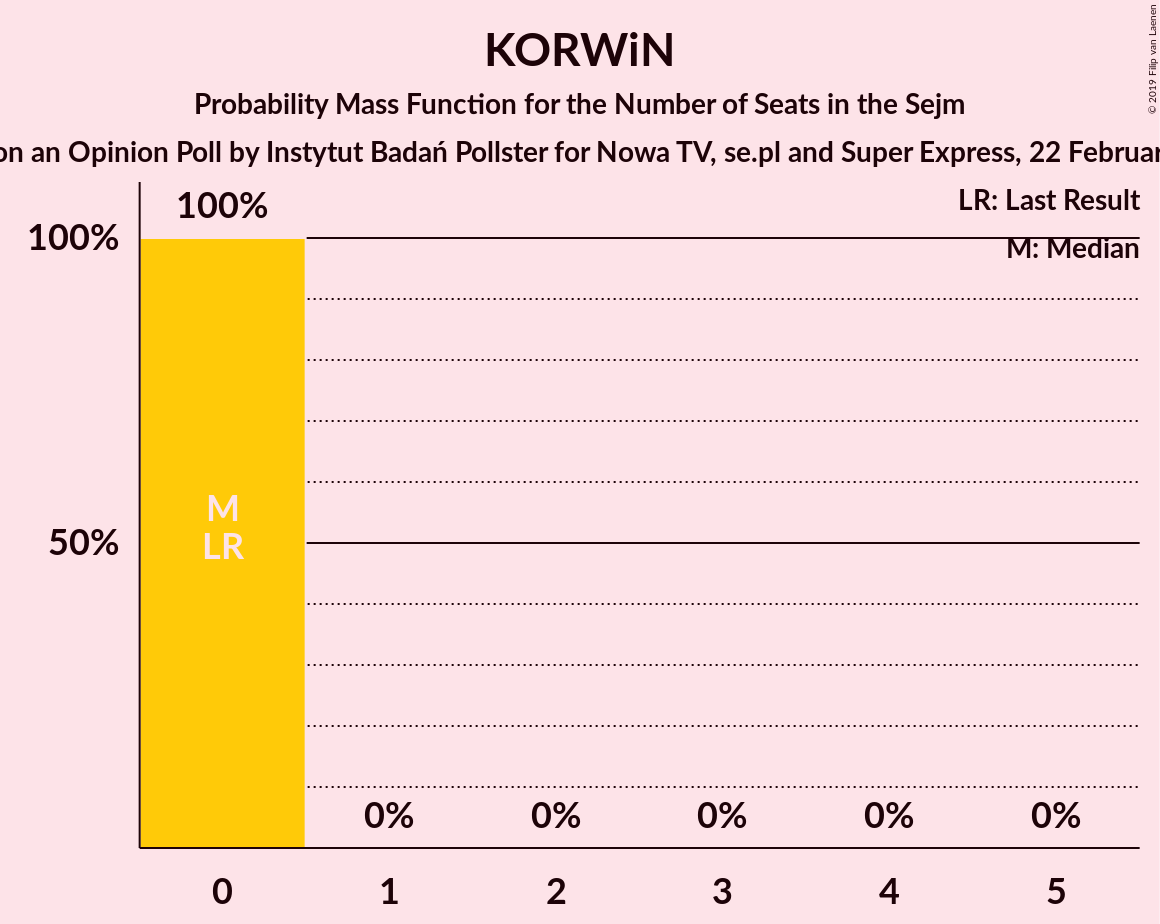 KORWiN
Probability Mass Function for the Number of Seats in the Sejm
on an Opinion Poll by Instytut Badań Pollster for Nowa TV, se.pl and Super Express, 22 Februar
© 2019 Filip van Laenen
LR: Last Result
M: Median
100%
100%
50%
M
LR
0% 0% 0% 0% 0%
0 1 2 3 4 5